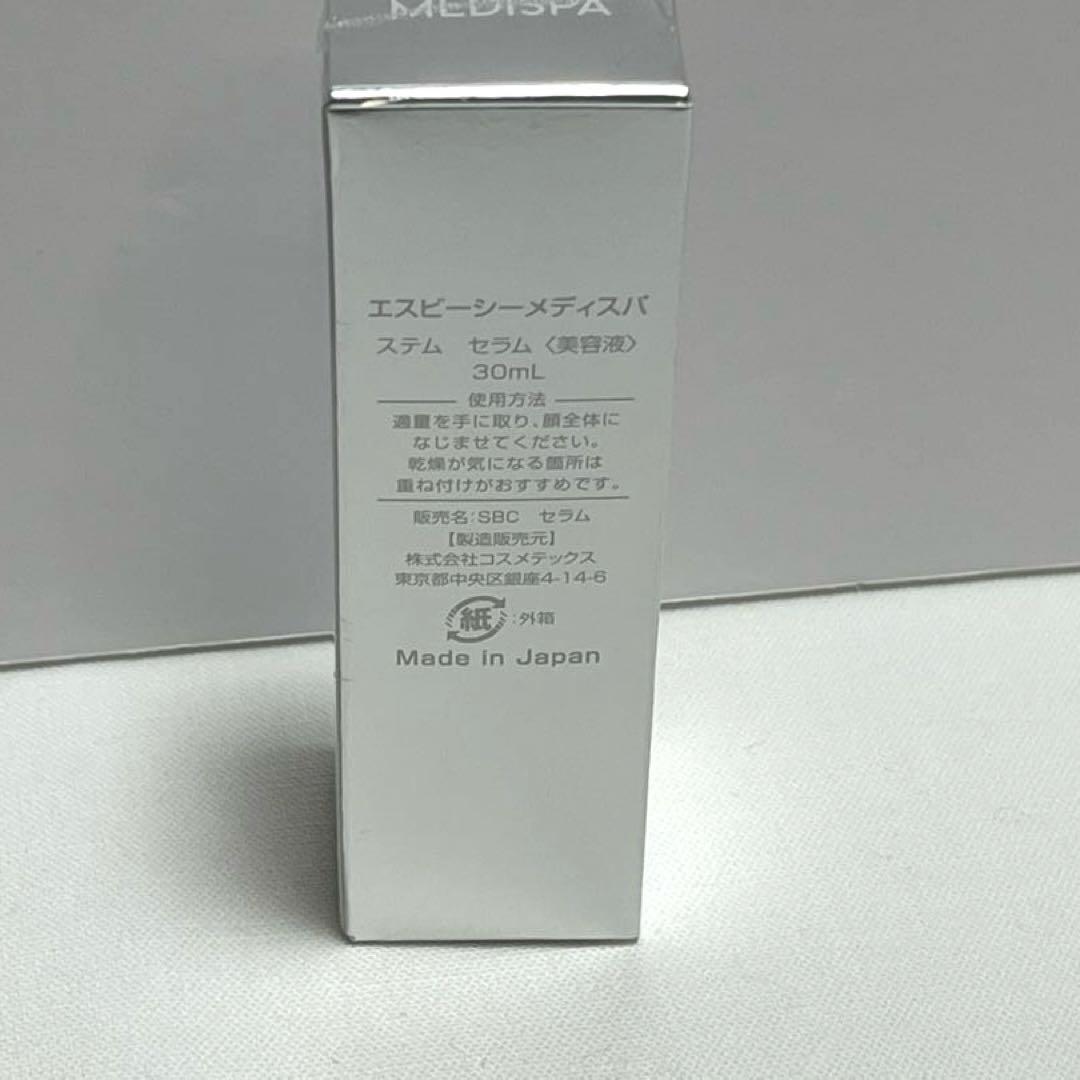 MEDISPA
エスビーシーメディスパ
ステム　セラム〈美容液〉
30mL
使用方法
適量を手に取り、顔全体に
なじませてください。
乾燥が気になる箇所は
重ね付けがおすすめです。
販売名:SBC　セラム
【製造販売元】
株式会社コスメテックス
東京都中央区銀座4-14-6
紙:外箱
Made in Japan